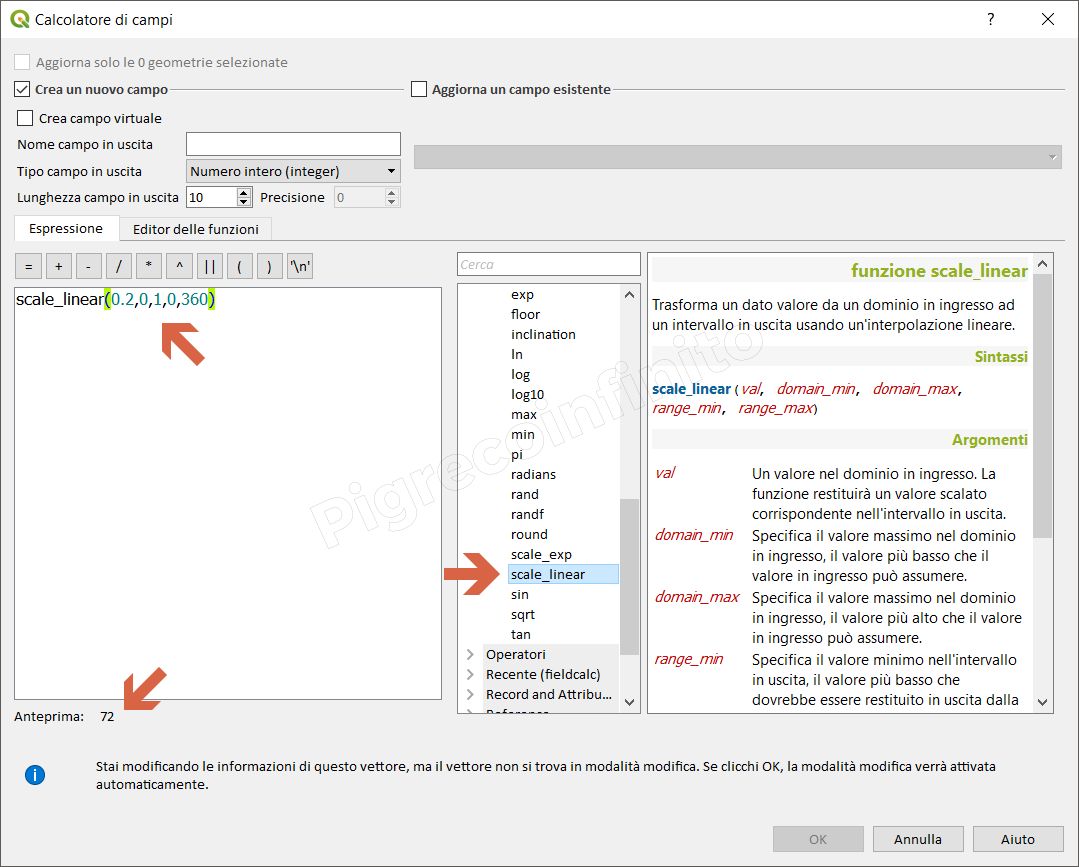 Calcolatore di campi
?
Aggiorna solo le 0 geometrie selezionate
Crea un nuovo campo
Aggiorna un campo esistente
Crea campo virtuale
Nome campo in uscita
Tipo campo in uscita
Numero intero (integer)
Lunghezza campo in uscita 10 Precisione 0
Espressione
Editor delle funzioni
= + - / * ^ || ( ) '\n'
scale_linear(0.2,0,1,0,360)
Anteprima: 72
Cerca
exp
floor
inclination
ln
log
log10
max
min
pi
radians
rand
randf
round
scale_exp
scale_linear
sin
sqrt
tan
Operatori
Recente (fieldcalc)
Record and Attribu...
Reference
funzione scale_linear
Trasforma un dato valore da un dominio in ingresso ad
un intervallo in uscita usando un'interpolazione lineare.
Sintassi
scale_linear (val, domain_min, domain_max,
range_min, range_max)
Argomenti
val Un valore nel dominio in ingresso. La
funzione restituirà un valore scalato
corrispondente nell'intervallo in uscita.
domain_min Specifica il valore massimo nel dominio
in ingresso, il valore più basso che il
valore in ingresso può assumere.
domain_max Specifica il valore massimo nel dominio
in ingresso, il valore più alto che il valore
in ingresso può assumere.
range_min Specifica il valore minimo nell'intervallo
in uscita, il valore più basso che
dovrebbe essere restituito in uscita dalla
Pigrecoinfinito
Stai modificando le informazioni di questo vettore, ma il vettore non si trova in modalità modifica. Se clicchi OK, la modalità modifica verrà attivata
automaticamente.
OK
Annulla
Aiuto